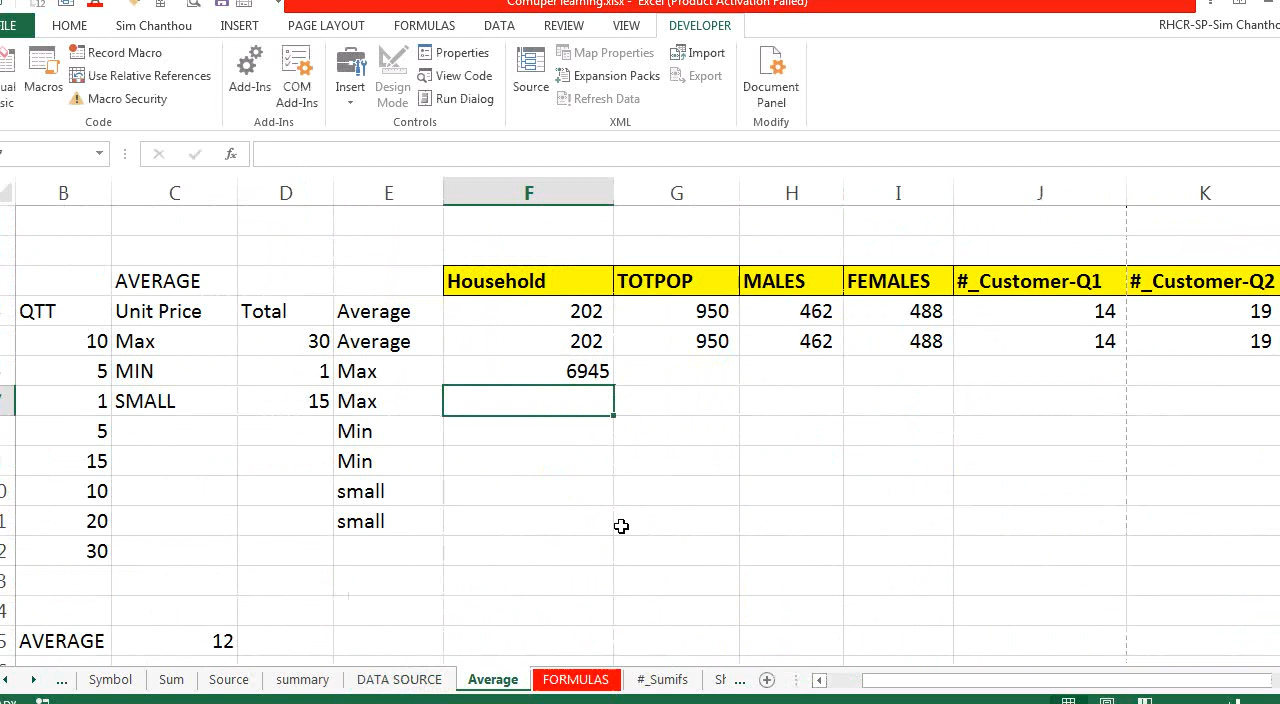 Comuper learning.xlsx - Excel (Product Activation Failed)
HOME Sim Chanthou INSERT PAGE LAYOUT FORMULAS DATA REVIEW VIEW DEVELOPER
RHCR-SP-Sim Chantho
Macros
Record Macro
Use Relative References
Macro Security
Code
Add-Ins
COM Add-Ins
Add-Ins
Insert
Design Mode
Properties
View Code
Run Dialog
Controls
Source
Map Properties
Expansion Packs
Refresh Data
Import
Export
XML
Document Panel
Modify
fx
B C D E F G H I J K
AVERAGE Household TOTPOP MALES FEMALES #_Customer-Q1 #_Customer-Q2
QTT Unit Price Total Average 202 950 462 488 14 19
10 Max 30 Average 202 950 462 488 14 19
5 MIN 1 Max 6945
1 SMALL 15 Max
5 Min
15 Min
10 small
20 small
30
AVERAGE 12
... Symbol Sum Source summary DATA SOURCE Average FORMULAS #_Sumifs Sh ...